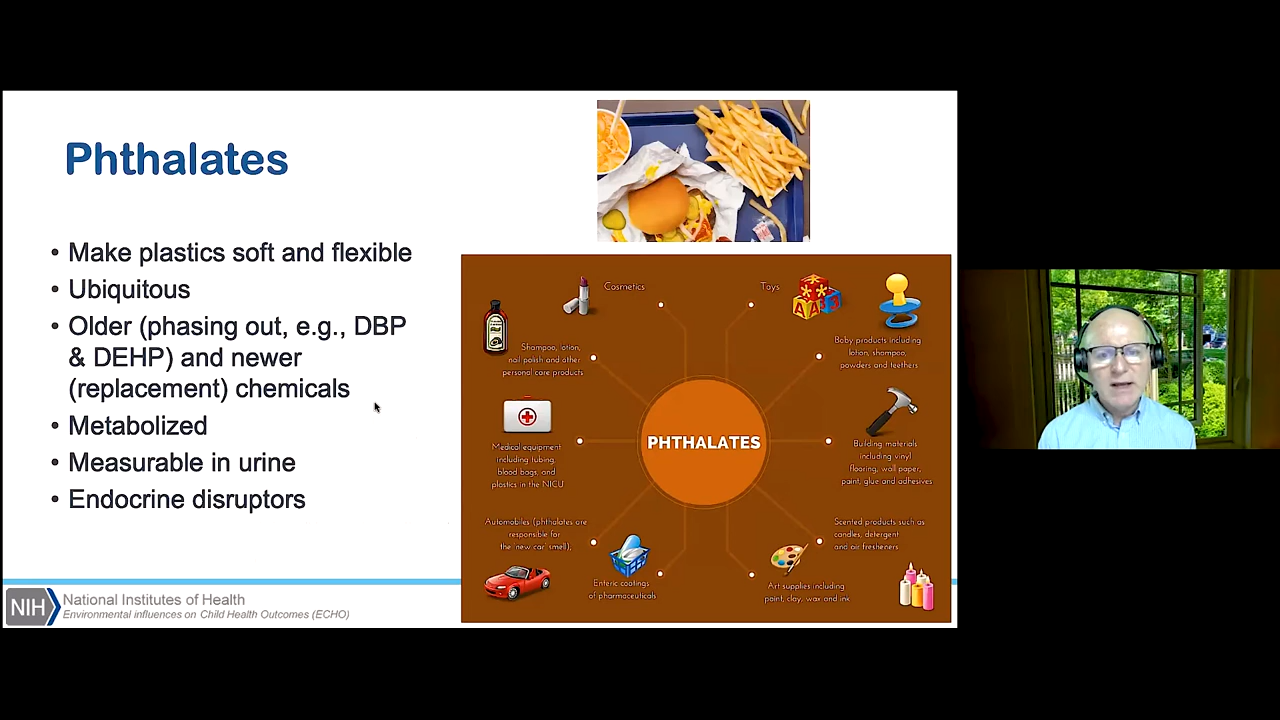 Phthalates
• Make plastics soft and flexible
• Ubiquitous
• Older (phasing out, e.g., DBP
& DEHP) and newer
(replacement) chemicals
• Metabolized
• Measurable in urine
• Endocrine disruptors
Cosmetics
Toys
Shampoo, lotion,
nail polish and other
personal care products
Baby products including
lotion, shampoo,
powders and teethers
PHTHALATES
Medical equipment
including tubing,
blood bags, and
plastics in the NICU
Building materials
including vinyl
flooring, wall paper,
paint, glue and adhesives
Automobiles (phthalates are
responsible for
the "new car smell");
Scented products such as
candles, detergent
and air fresheners
Enteric coatings
of pharmaceuticals
Art supplies including
paint, clay, wax and ink
NIH
National Institutes of Health
Environmental influences on Child Health Outcomes (ECHO)